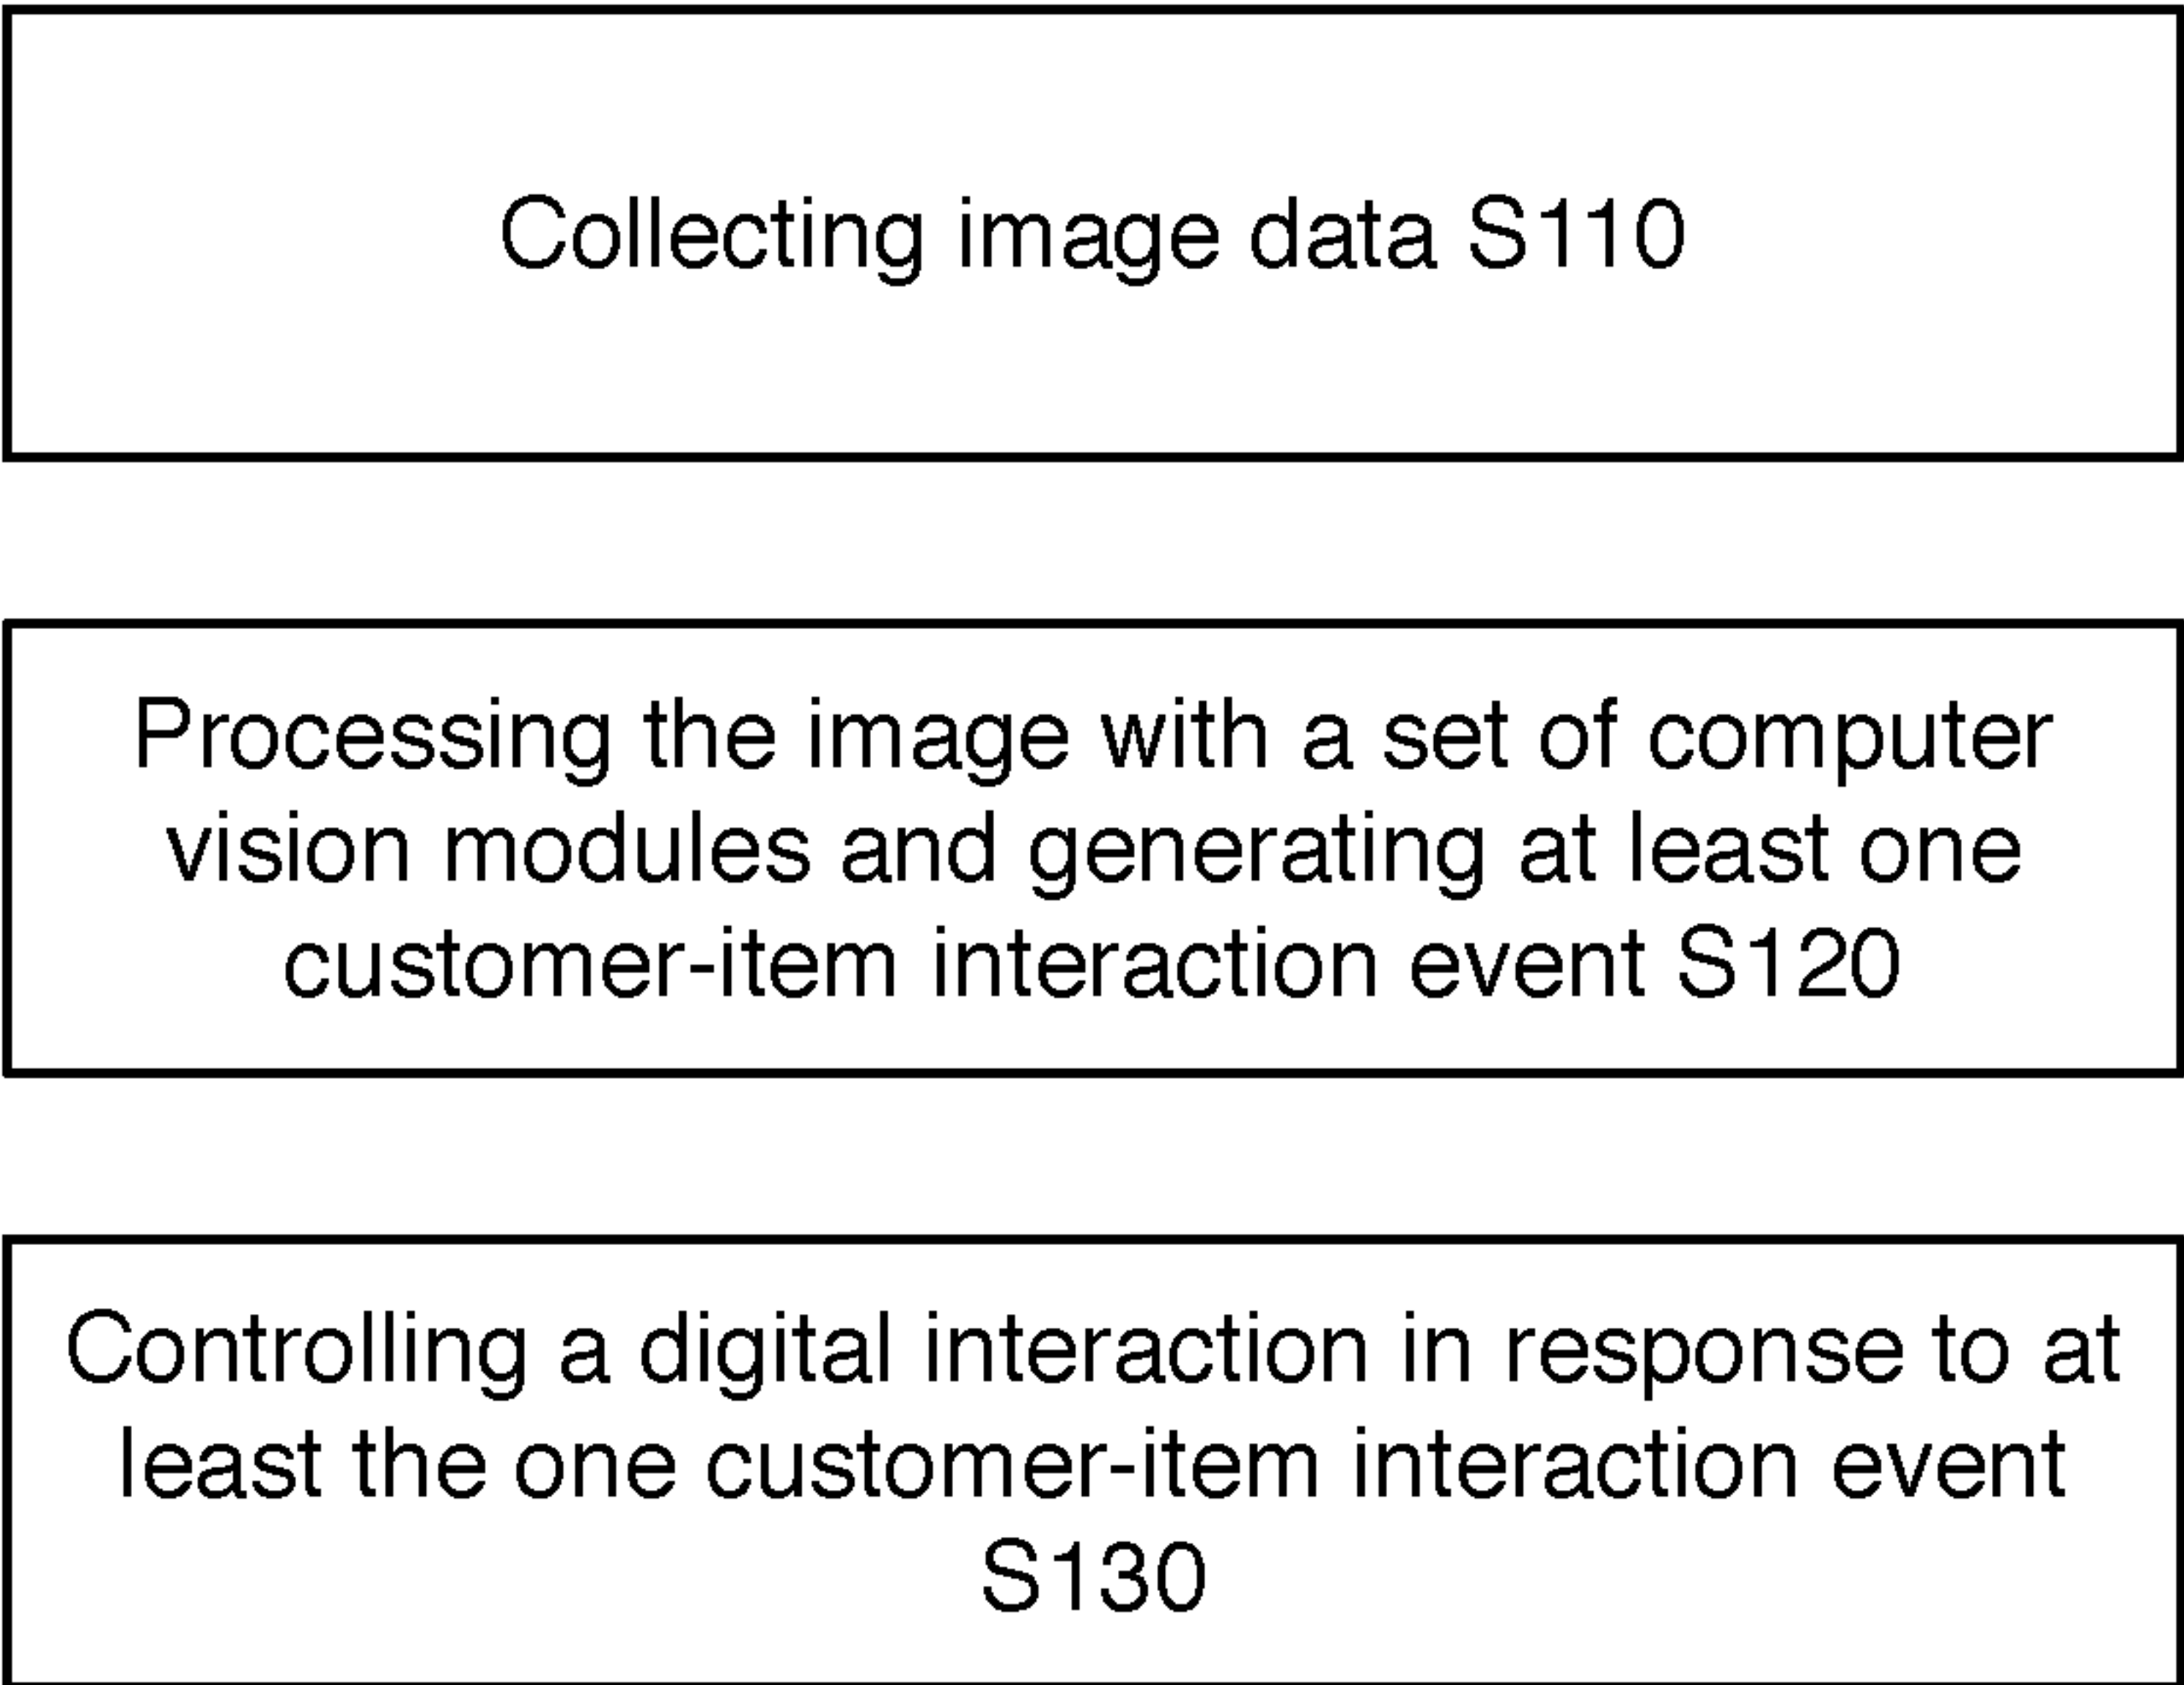 Collecting image data S110
Processing the image with a set of computer
vision modules and generating at least one
customer-item interaction event S120
Controlling a digital interaction in response to at
least the one customer-item interaction event
S130